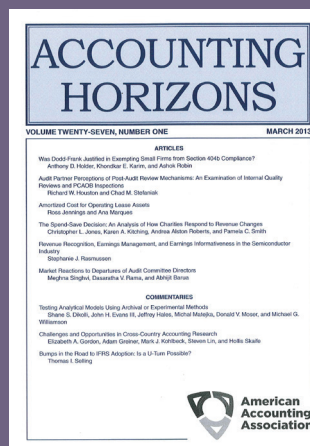 ACCOUNTING
HORIZONS
VOLUME TWENTY-SEVEN, NUMBER ONE MARCH 2013
ARTICLES
Was Dodd-Frank Justified in Exempting Small Firms from Section 404b Compliance?
Anthony D. Holder, Khondkar E. Karim, and Ashok Robin
Audit Partner Perceptions of Post-Audit Review Mechanisms: An Examination of Internal Quality
Reviews and PCAOB Inspections
Richard W. Houston and Chad M. Stefaniak
Amortized Cost for Operating Lease Assets
Ross Jennings and Ana Marques
The Spend-Save Decision: An Analysis of How Charities Respond to Revenue Changes
Christopher L. Jones, Karen A. Kitching, Andrea Alston Roberts, and Pamela C. Smith
Revenue Recognition, Earnings Management, and Earnings Informativeness in the Semiconductor
Industry
Stephanie J. Rasmussen
Market Reactions to Departures of Audit Committee Directors
Meghna Singhvi, Dasaratha V. Rama, and Abhijit Barua
COMMENTARIES
Testing Analytical Models Using Archival or Experimental Methods
Shane S. Dikolli, John H. Evans III, Jeffrey Hales, Michal Matejka, Donald V. Moser, and Michael G.
Williamson
Challenges and Opportunities in Cross-Country Accounting Research
Elizabeth A. Gordon, Adam Greiner, Mark J. Kohlbeck, Steven Lin, and Hollis Skaife
Bumps in the Road to IFRS Adoption: Is a U-Turn Possible?
Thomas I. Selling
American
Accounting
Association